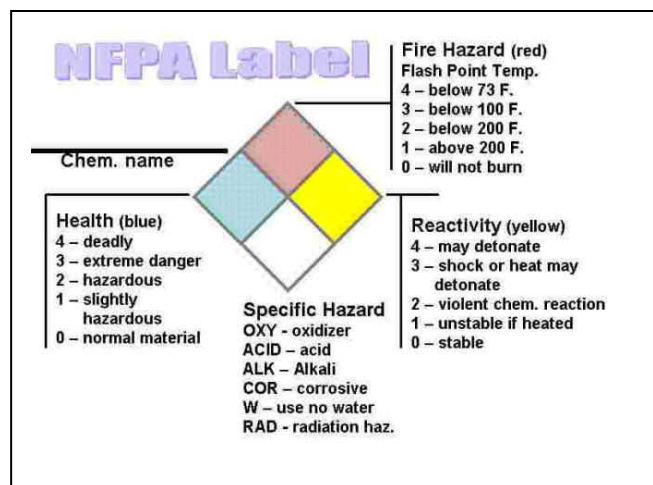 NFPA Label
Fire Hazard (red)
Flash Point Temp.
4 – below 73 F.
3 – below 100 F.
2 – below 200 F.
1 – above 200 F.
0 – will not burn
Chem. name
Health (blue)
4 – deadly
3 – extreme danger
2 – hazardous
1 – slightly
hazardous
0 – normal material
Reactivity (yellow)
4 – may detonate
3 – shock or heat may
detonate
2 – violent chem. reaction
1 – unstable if heated
0 – stable
Specific Hazard
OXY - oxidizer
ACID – acid
ALK – Alkali
COR – corrosive
W – use no water
RAD - radiation haz.